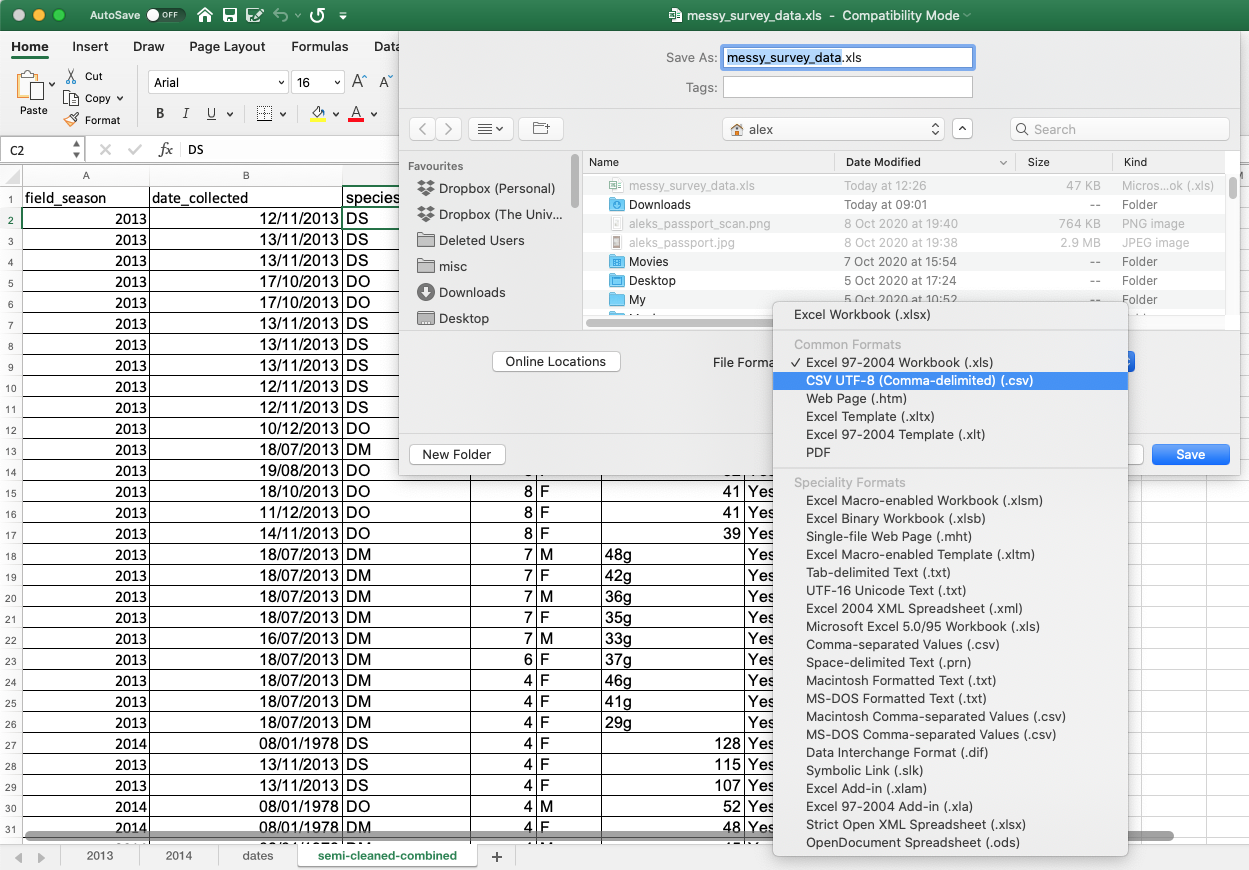 AutoSave OFF messy_survey_data.xls - Compatibility Mode
Home Insert Draw Page Layout Formulas Data
Paste Cut Copy Format
Arial 16 A^ A
B I U A
C2 fx DS
Save As: messy_survey_data.xls
Tags:
alex Search
Favourites
Dropbox (Personal)
Dropbox (The Univ...
Deleted Users
misc
Downloads
Desktop
Name Date Modified Size Kind
messy_survey_data.xls Today at 12:26 47 KB Micros...ok (.xls)
Downloads Today at 09:01 -- Folder
aleks_passport_scan.png 8 Oct 2020 at 19:40 764 KB PNG image
aleks_passport.jpg 8 Oct 2020 at 19:38 2.9 MB JPEG image
Movies 7 Oct 2020 at 15:54 -- Folder
Desktop 5 Oct 2020 at 17:24 -- Folder
My 5 Oct 2020 at 10:52 -- Folder
Online Locations File Forma
New Folder Save
Excel Workbook (.xlsx)
Common Formats
✓ Excel 97-2004 Workbook (.xls)
CSV UTF-8 (Comma-delimited) (.csv)
Web Page (.htm)
Excel Template (.xltx)
Excel 97-2004 Template (.xlt)
PDF
Speciality Formats
Excel Macro-enabled Workbook (.xlsm)
Excel Binary Workbook (.xlsb)
Single-file Web Page (.mht)
Excel Macro-enabled Template (.xltm)
Tab-delimited Text (.txt)
UTF-16 Unicode Text (.txt)
Excel 2004 XML Spreadsheet (.xml)
Microsoft Excel 5.0/95 Workbook (.xls)
Comma-separated Values (.csv)
Space-delimited Text (.prn)
Macintosh Formatted Text (.txt)
MS-DOS Formatted Text (.txt)
Macintosh Comma-separated Values (.csv)
MS-DOS Comma-separated Values (.csv)
Data Interchange Format (.dif)
Symbolic Link (.slk)
Excel Add-in (.xlam)
Excel 97-2004 Add-in (.xla)
Strict Open XML Spreadsheet (.xlsx)
OpenDocument Spreadsheet (.ods)
A B
1 field_season date_collected species
2 2013 12/11/2013 DS
3 2013 13/11/2013 DS
4 2013 13/11/2013 DS
5 2013 17/10/2013 DO
6 2013 17/10/2013 DO
7 2013 13/11/2013 DS
8 2013 13/11/2013 DS
9 2013 13/11/2013 DS
10 2013 12/11/2013 DS
11 2013 12/11/2013 DS
12 2013 10/12/2013 DO
13 2013 18/07/2013 DM
14 2013 19/08/2013 DO
15 2013 18/10/2013 DO 8 F 41 Yes
16 2013 11/12/2013 DO 8 F 41 Yes
17 2013 14/11/2013 DO 8 F 39 Yes
18 2013 18/07/2013 DM 7 M 48g Yes
19 2013 18/07/2013 DM 7 F 42g Yes
20 2013 18/07/2013 DM 7 M 36g Yes
21 2013 18/07/2013 DM 7 F 35g Yes
22 2013 16/07/2013 DM 7 M 33g Yes
23 2013 18/07/2013 DM 6 F 37g Yes
24 2013 18/07/2013 DM 4 F 46g Yes
25 2013 18/07/2013 DM 4 F 41g Yes
26 2013 18/07/2013 DM 4 F 29g Yes
27 2014 08/01/1978 DS 4 F 128 Yes
28 2013 13/11/2013 DS 4 F 115 Yes
29 2013 13/11/2013 DS 4 F 107 Yes
30 2014 08/01/1978 DO 4 M 52 Yes
31 2014 08/01/1978 DM 4 F 48 Yes
2013 2014 dates semi-cleaned-combined +